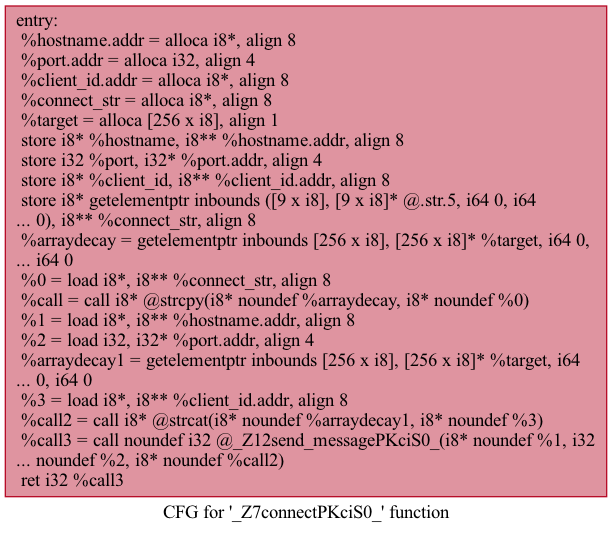 entry:
%hostname.addr = alloca i8*, align 8
%port.addr = alloca i32, align 4
%client_id.addr = alloca i8*, align 8
%connect_str = alloca i8*, align 8
%target = alloca [256 x i8], align 1
store i8* %hostname, i8** %hostname.addr, align 8
store i32 %port, i32* %port.addr, align 4
store i8* %client_id, i8** %client_id.addr, align 8
store i8* getelementptr inbounds ([9 x i8], [9 x i8]* @.str.5, i64 0, i64
... 0), i8** %connect_str, align 8
%arraydecay = getelementptr inbounds [256 x i8], [256 x i8]* %target, i64 0,
... i64 0
%0 = load i8*, i8** %connect_str, align 8
%call = call i8* @strcpy(i8* noundef %arraydecay, i8* noundef %0)
%1 = load i8*, i8** %hostname.addr, align 8
%2 = load i32, i32* %port.addr, align 4
%arraydecay1 = getelementptr inbounds [256 x i8], [256 x i8]* %target, i64
... 0, i64 0
%3 = load i8*, i8** %client_id.addr, align 8
%call2 = call i8* @strcat(i8* noundef %arraydecay1, i8* noundef %3)
%call3 = call noundef i32 @_Z12send_messagePKciS0_(i8* noundef %1, i32
... noundef %2, i8* noundef %call2)
ret i32 %call3
CFG for '_Z7connectPKciS0_' function